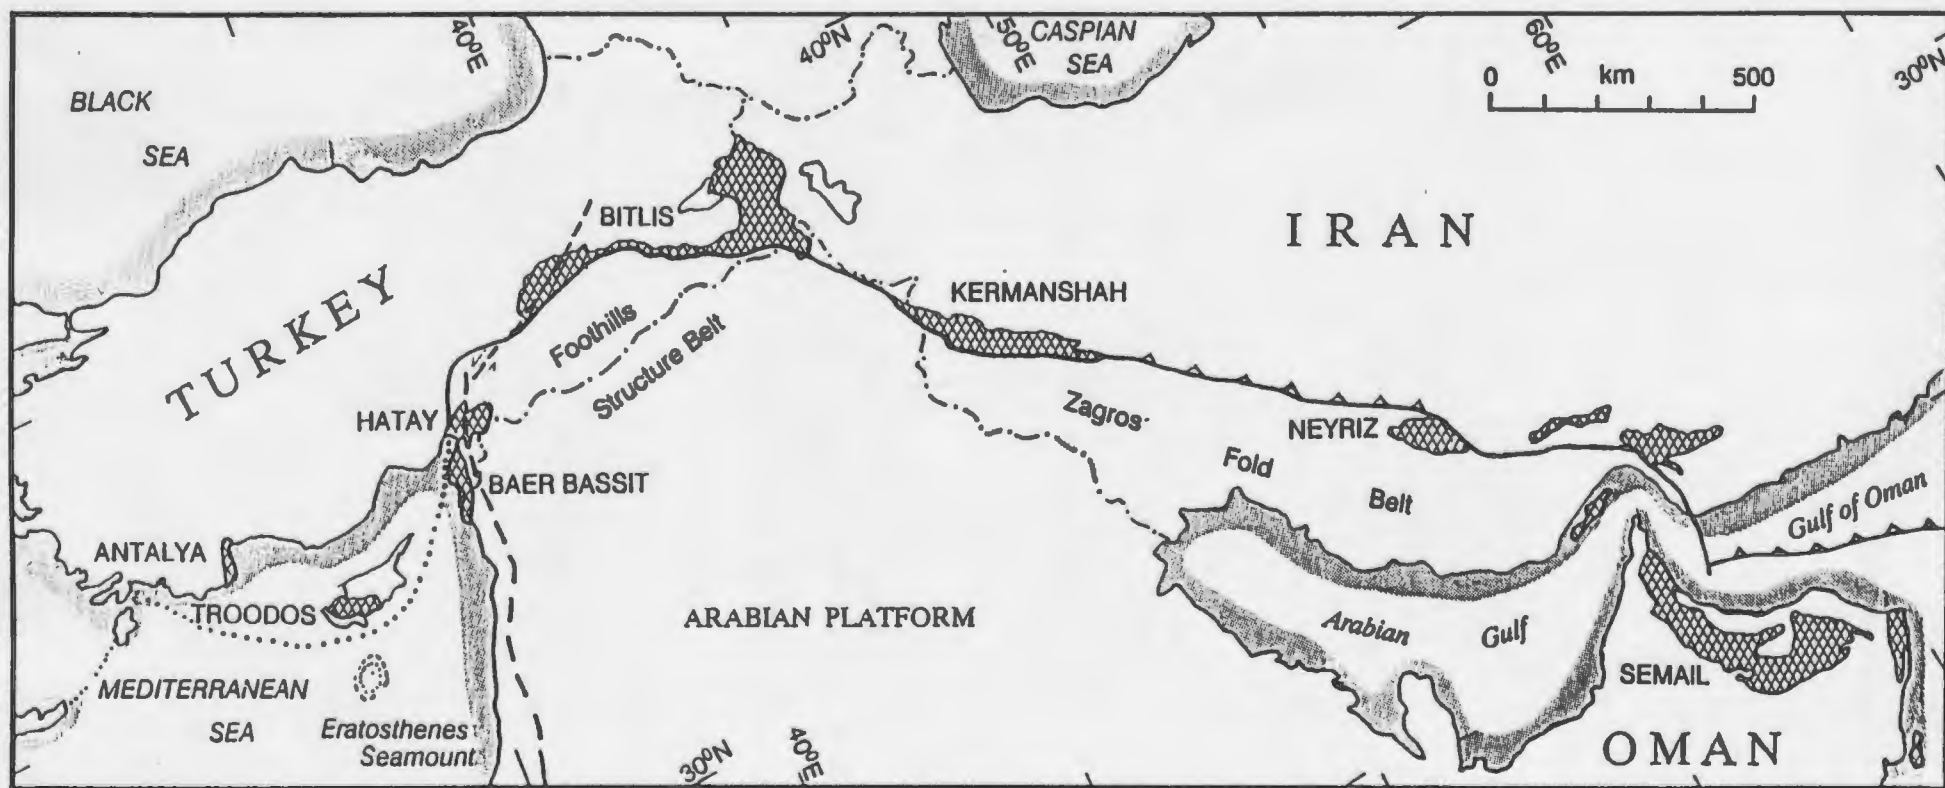 40°E
40°N
50°E
CASPIAN
SEA
60°E
30°N
0 km 500
BLACK
SEA
IRAN
BITLIS
TURKEY
KERMANSHAH
Foothills
Structure Belt
HATAY
Zagros
NEYRIZ
Fold
Belt
BAER BASSIT
Gulf of Oman
ANTALYA
TROODOS
ARABIAN PLATFORM
Arabian
Gulf
SEMAIL
MEDITERRANEAN
SEA
Eratosthenes
Seamount
30°N
40°E
OMAN